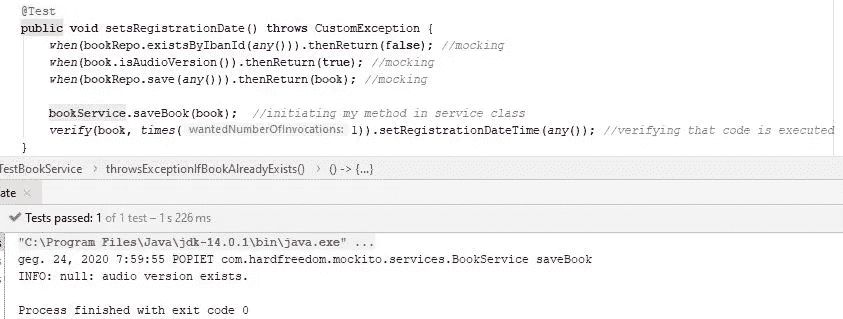 @Test
public void setsRegistrationDate() throws CustomException {
when(bookRepo.existsByIbanId(any())).thenReturn(false); //mocking
when(book.isAudioVersion()).thenReturn(true); //mocking
when(bookRepo.save(any())).thenReturn(book); //mocking
bookService.saveBook(book); //initiating my method in service class
verify(book, times( wantedNumberOfInvocations: 1)).setRegistrationDateTime(any()); //verifying that code is executed
}
TestBookService > throwsExceptionIfBookAlreadyExists() > () -> {...}
ate ×
Tests passed: 1 of 1 test – 1 s 226 ms
"C:\Program Files\Java\jdk-14.0.1\bin\java.exe" ...
geg. 24, 2020 7:59:55 POPIET com.hardfreedom.mockito.services.BookService saveBook
INFO: null: audio version exists.
Process finished with exit code 0